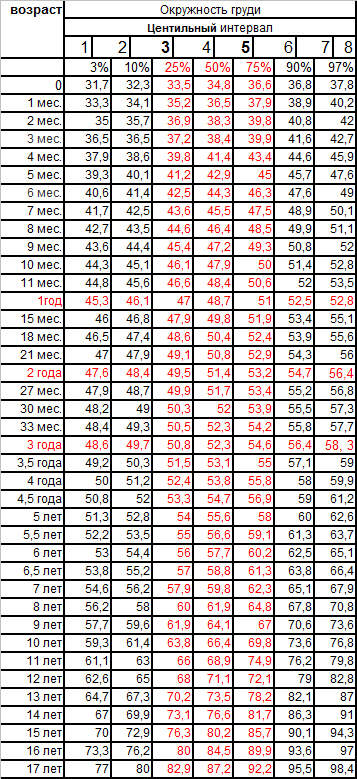 возраст Окружность груди
Центильный интервал
1 2 3 4 5 6 7 8
3% 10% 25% 50% 75% 90% 97%
0 31,7 32,3 33,5 34,8 36,6 36,8 37,8
1 мес. 33,3 34,1 35,2 36,5 37,9 38,9 40,2
2 мес. 35 35,7 36,9 38,3 39,8 40,8 42
3 мес. 36,5 36,5 37,2 38,4 39,9 41,6 42,7
4 мес. 37,9 38,6 39,8 41,4 43,4 44,6 45,9
5 мес. 39,3 40,1 41,2 42,9 45 45,7 47,6
6 мес. 40,6 41,4 42,5 44,3 46,3 47,6 49
7 мес. 41,7 42,5 43,6 45,5 47,5 48,9 50,1
8 мес. 42,7 43,5 44,6 46,4 48,5 49,9 51,1
9 мес. 43,6 44,4 45,4 47,2 49,3 50,8 52
10 мес. 44,3 45,1 46,1 47,9 50 51,4 52,8
11 мес. 44,8 45,6 46,6 48,4 50,6 52 53,5
1год 45,3 46,1 47 48,7 51 52,5 52,8
15 мес. 46 46,8 47,9 49,8 51,9 53,4 55,1
18 мес. 46,5 47,4 48,6 50,4 52,4 53,9 55,6
21 мес. 47 47,9 49,1 50,8 52,9 54,3 56
2 года 47,6 48,4 49,5 51,4 53,2 54,7 56,4
27 мес. 47,9 48,7 49,9 51,7 53,4 55,2 56,8
30 мес. 48,2 49 50,3 52 53,9 55,5 57,3
33 мес. 48,4 49,3 50,5 52,3 54,2 55,8 57,7
3 года 48,6 49,7 50,8 52,3 54,6 56,4 58, 3
3,5 года 49,2 50,3 51,5 53,1 55 57,1 59
4 года 50 51,2 52,4 53,8 55,8 58 59,9
4,5 года 50,8 52 53,3 54,7 56,9 59 61,2
5 лет 51,3 52,8 54 55,6 58 60 62,6
5,5 лет 52,2 53,5 55 56,6 59,1 61,3 63,7
6 лет 53 54,4 56 57,7 60,2 62,5 65,1
6,5 лет 53,8 55,2 57 58,8 61,3 63,8 66,4
7 лет 54,6 56,2 57,9 59,8 62,3 65,1 67,9
8 лет 56,2 58 60 61,9 64,8 67,8 70,8
9 лет 57,7 59,6 61,9 64,1 67 70,6 73,6
10 лет 59,3 61,4 63,8 66,4 69,8 73,6 76,8
11 лет 61,1 63 66 68,9 74,9 76,2 79,8
12 лет 62,6 65 68 71,1 72,1 79 82,8
13 лет 64,7 67,3 70,2 73,5 78,2 82,1 87
14 лет 67 69,9 73,1 76,6 81,7 86,3 91
15 лет 70 72,9 76,3 80,2 85,7 90,1 94,3
16 лет 73,3 76,2 80 84,5 89,9 93,6 97
17 лет 77 80 82,9 87,2 92,2 95,5 98,4